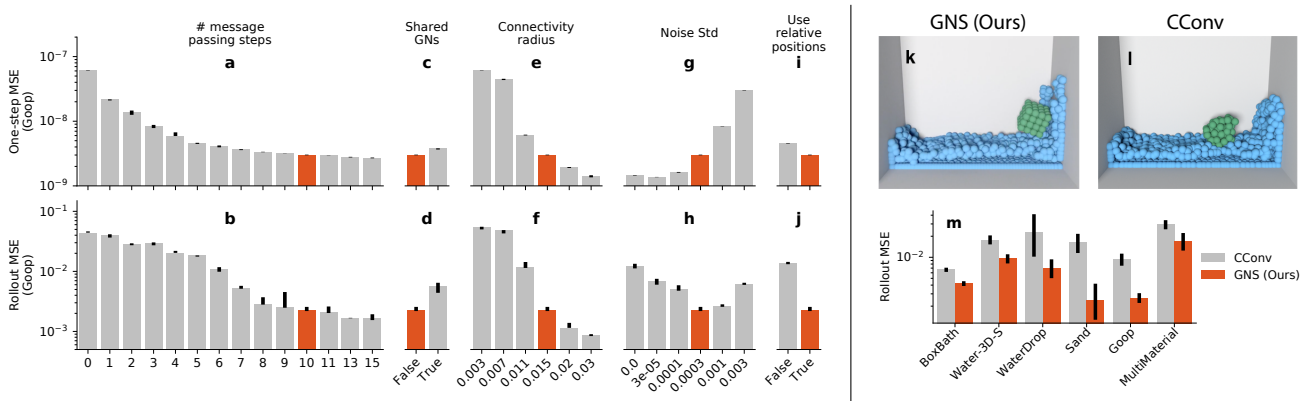 # message
passing steps
Shared
GNs
Connectivity
radius
Noise Std
Use
relative
positions
a
c
e
g
i
One-step MSE
(Goop)
10⁻⁷
10⁻⁸
10⁻⁹
b
d
f
h
j
Rollout MSE
(Goop)
10⁻¹
10⁻²
10⁻³
0 1 2 3 4 5 6 7 8 9 10 11 13 15
False True
0.003 0.007 0.011 0.015 0.02 0.03
0.0 3e-05 0.0001 0.0003 0.001 0.003
False True
GNS (Ours)
CConv
k
l
m
Rollout MSE
10⁻²
CConv
GNS (Ours)
BoxBath Water-3D-S WaterDrop Sand Goop MultiMaterial